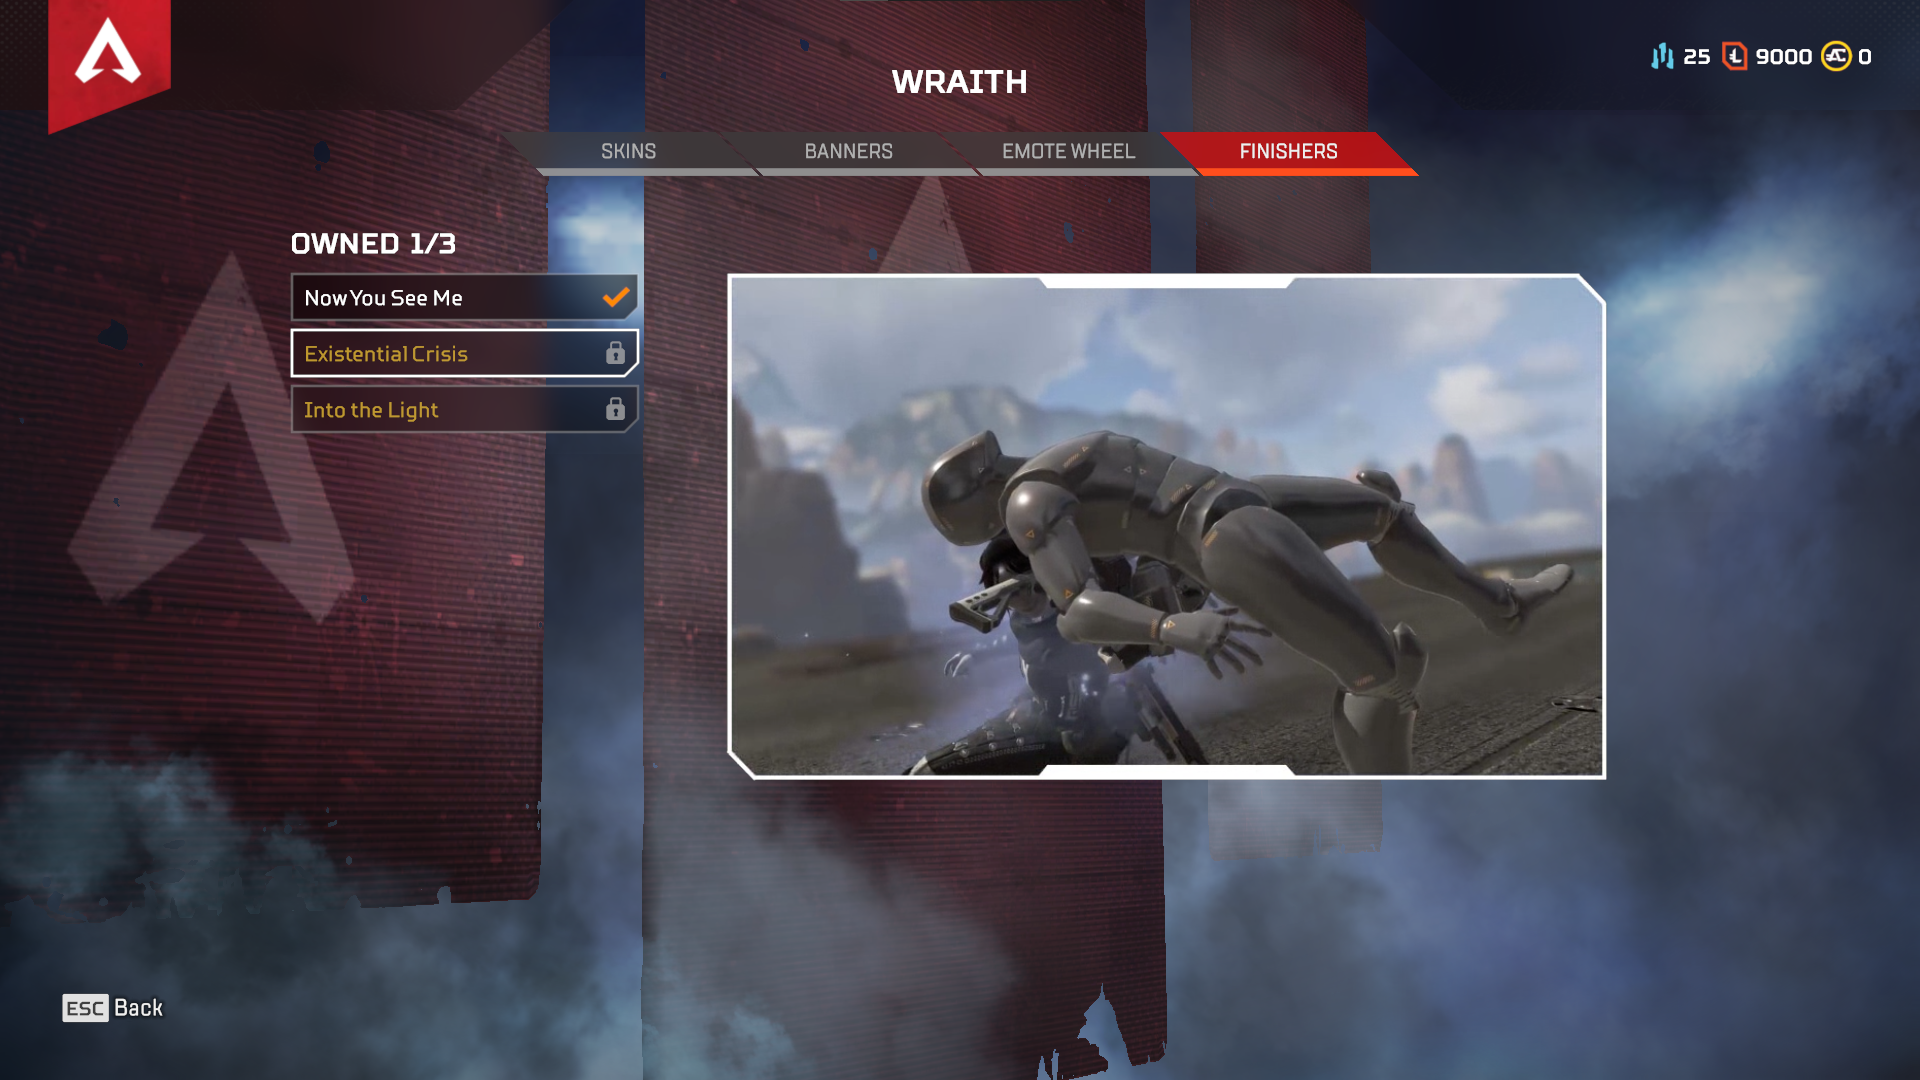 WRAITH
25 9000 0
SKINS BANNERS EMOTE WHEEL FINISHERS
OWNED 1/3
Now You See Me
Existential Crisis
Into the Light
ESC Back